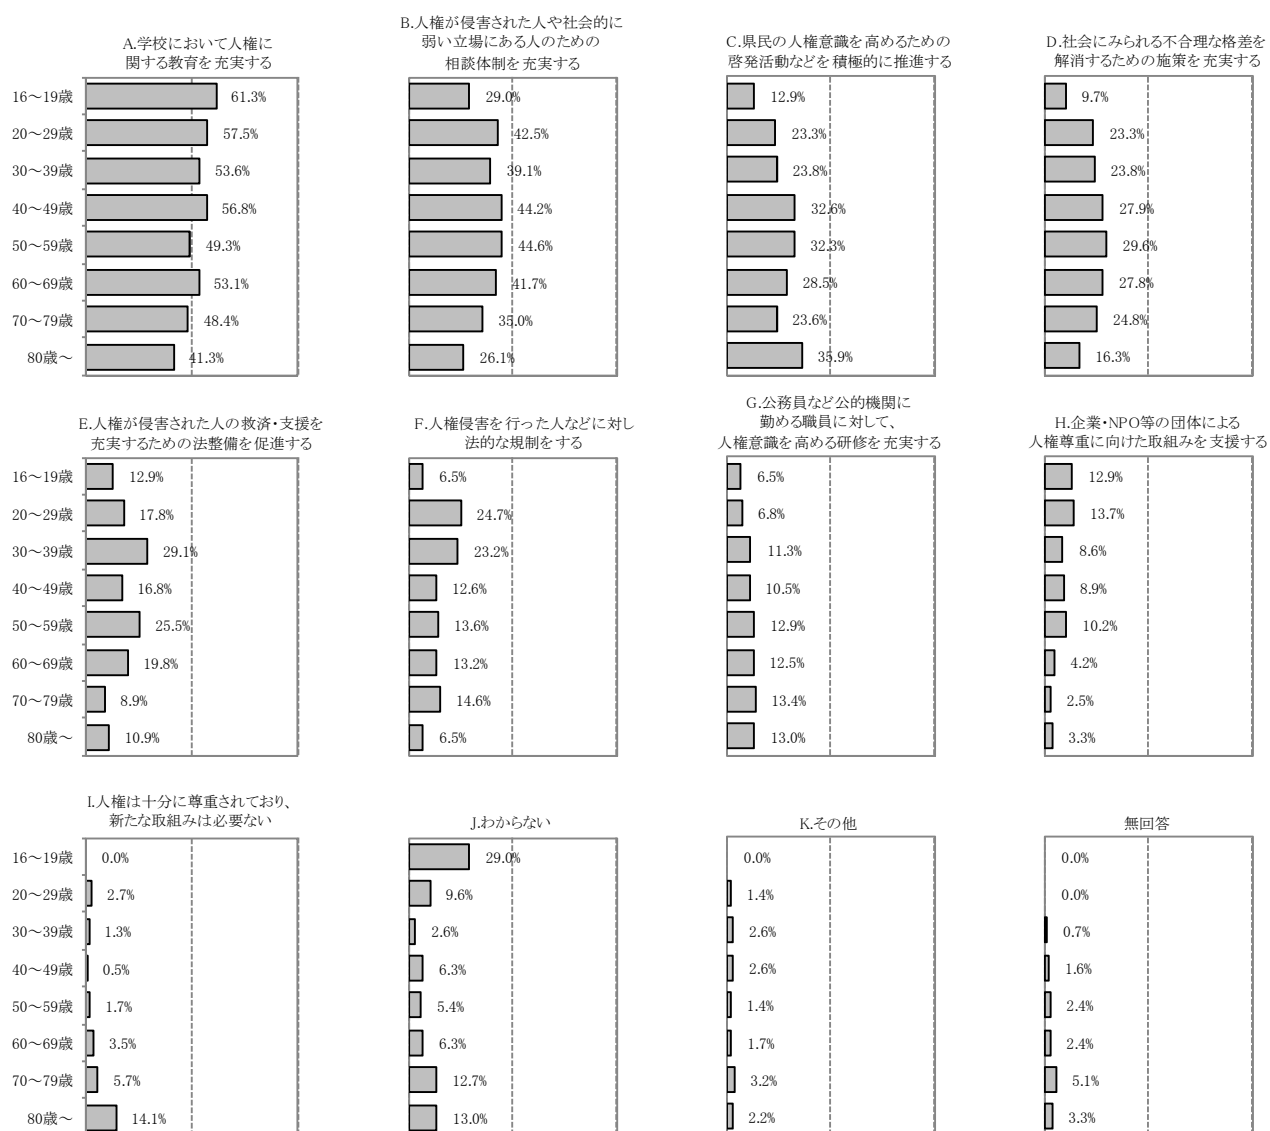 A.学校において人権に
関する教育を充実する
B.人権が侵害された人や社会的に
弱い立場にある人のための
相談体制を充実する
C.県民の人権意識を高めるための
啓発活動などを積極的に推進する
D.社会にみられる不合理な格差を
解消するための施策を充実する
16～19歳 61.3% 29.0% 12.9% 9.7%
20～29歳 57.5% 42.5% 23.3% 23.3%
30～39歳 53.6% 39.1% 23.8% 23.8%
40～49歳 56.8% 44.2% 32.6% 27.9%
50～59歳 49.3% 44.6% 32.3% 29.6%
60～69歳 53.1% 41.7% 28.5% 27.8%
70～79歳 48.4% 35.0% 23.6% 24.8%
80歳～ 41.3% 26.1% 35.9% 16.3%
E.人権が侵害された人の救済・支援を
充実するための法整備を促進する
F.人権侵害を行った人などに対し
法的な規制をする
G.公務員など公的機関に
勤める職員に対して、
人権意識を高める研修を充実する
H.企業・NPO等の団体による
人権尊重に向けた取組みを支援する
16～19歳 12.9% 6.5% 6.5% 12.9%
20～29歳 17.8% 24.7% 6.8% 13.7%
30～39歳 29.1% 23.2% 11.3% 8.6%
40～49歳 16.8% 12.6% 10.5% 8.9%
50～59歳 25.5% 13.6% 12.9% 10.2%
60～69歳 19.8% 13.2% 12.5% 4.2%
70～79歳 8.9% 14.6% 13.4% 2.5%
80歳～ 10.9% 6.5% 13.0% 3.3%
I.人権は十分に尊重されており、
新たな取組みは必要ない
J.わからない
K.その他
無回答
16～19歳 0.0% 29.0% 0.0% 0.0%
20～29歳 2.7% 9.6% 1.4% 0.0%
30～39歳 1.3% 2.6% 2.6% 0.7%
40～49歳 0.5% 6.3% 2.6% 1.6%
50～59歳 1.7% 5.4% 1.4% 2.4%
60～69歳 3.5% 6.3% 1.7% 2.4%
70～79歳 5.7% 12.7% 3.2% 5.1%
80歳～ 14.1% 13.0% 2.2% 3.3%